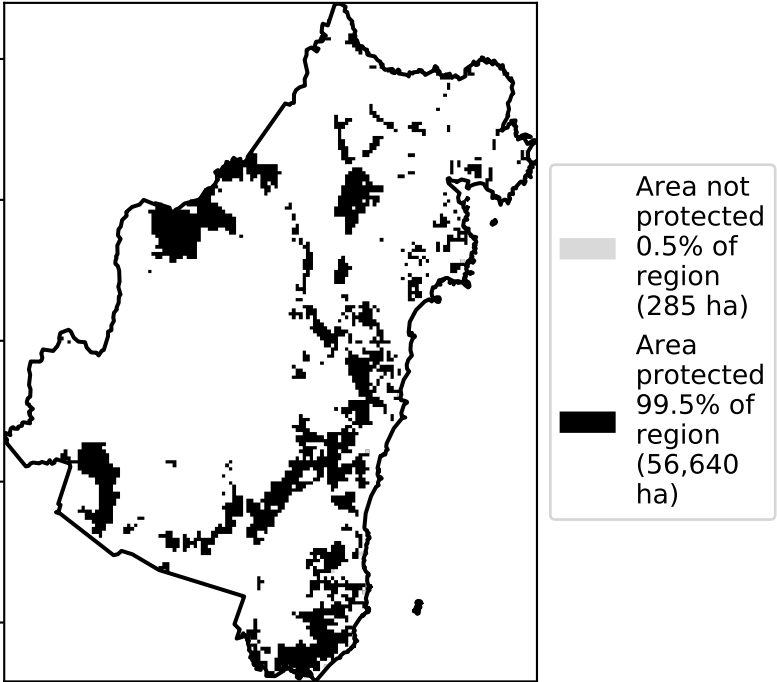 Area not
protected
0.5% of
region
(285 ha)
Area
protected
99.5% of
region
(56,640
ha)